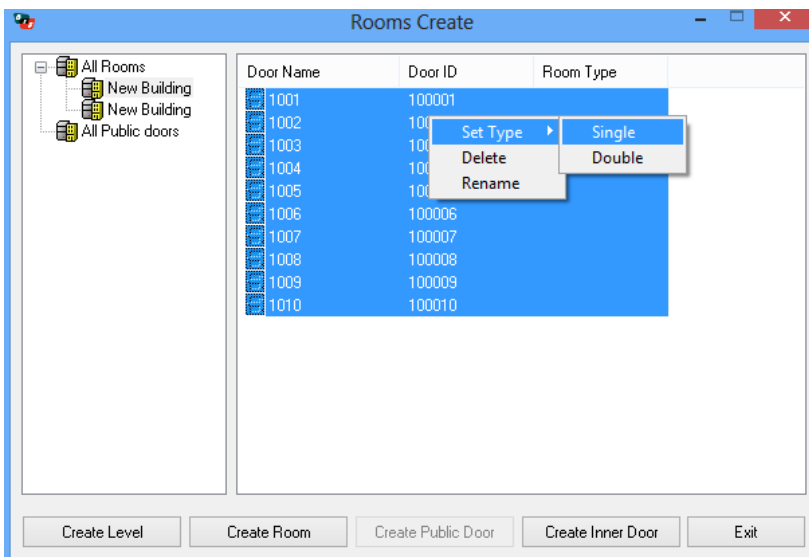 Rooms Create
All Rooms
New Building
New Building
All Public doors
Door Name Door ID Room Type
1001 100001
1002 100
1003 100
1004 100
1005 100
1006 100006
1007 100007
1008 100008
1009 100009
1010 100010
Set Type Single
Delete Double
Rename
Create Level Create Room Create Public Door Create Inner Door Exit